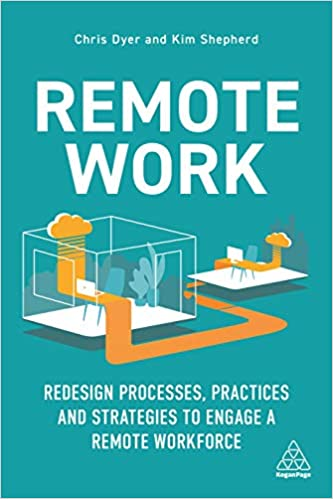 Chris Dyer and Kim Shepherd
REMOTE
WORK
REDESIGN PROCESSES, PRACTICES
AND STRATEGIES TO ENGAGE A
REMOTE WORKFORCE
KoganPage